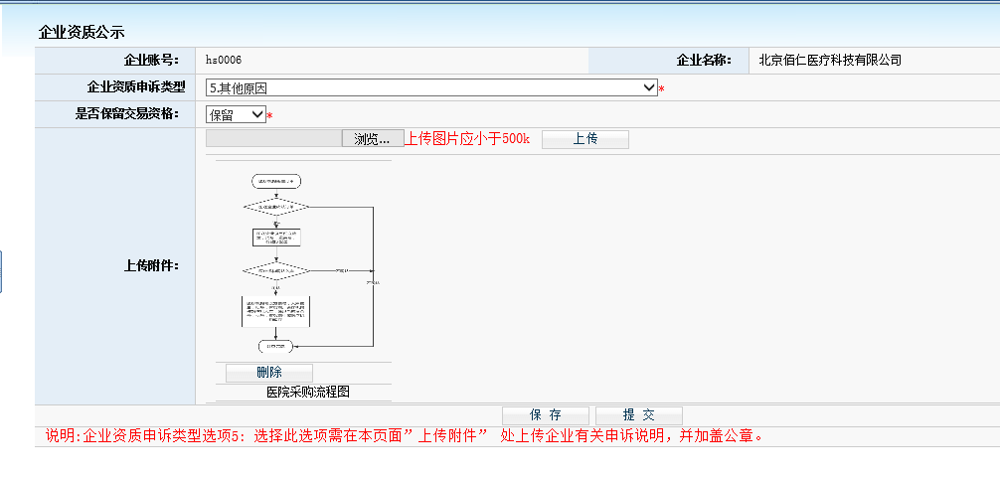 企业资质公示
企业账号： hs0006 企业名称： 北京佰仁医疗科技有限公司
企业资质申诉类型 5.其他原因 *
是否保留交易资格： 保留 *
浏览... 上传图片应小于500k 上传
上传附件：
删除
医院采购流程图
保 存 提 交
说明:企业资质申诉类型选项5: 选择此选项需在本页面”上传附件” 处上传企业有关申诉说明，并加盖公章。